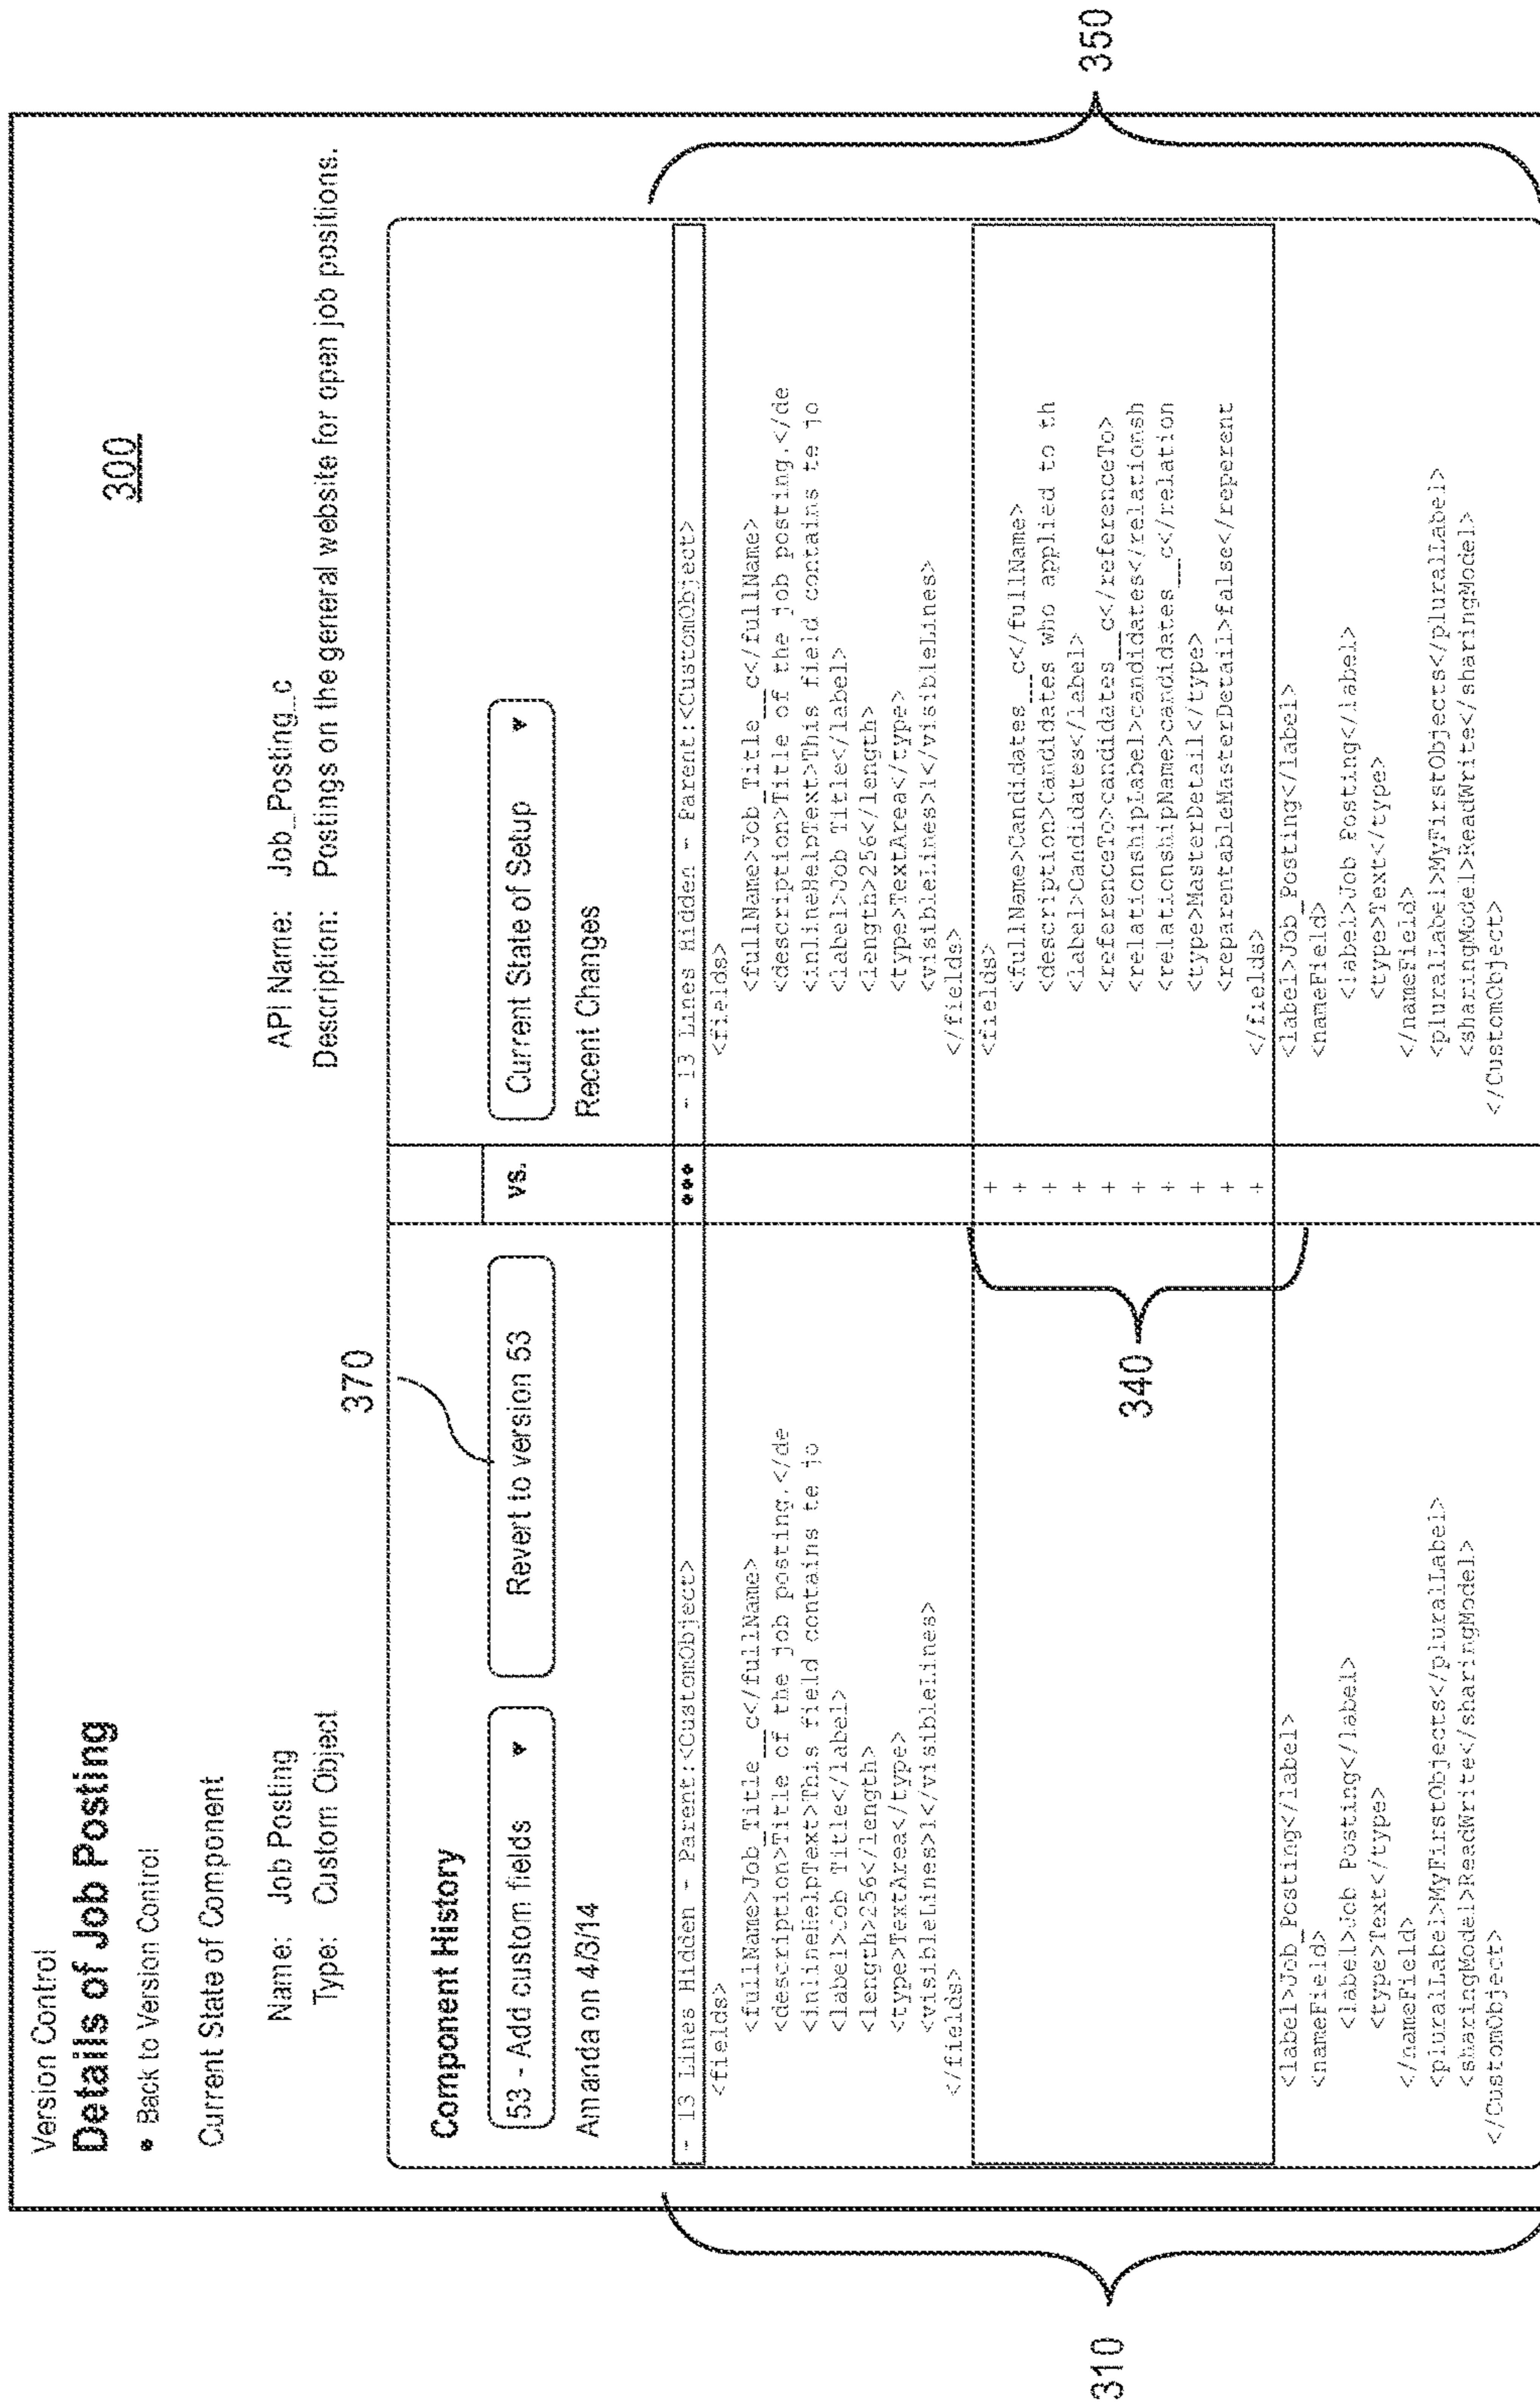 Version Control
Details of Job Posting
• Back to Version Control
300
Current State of Component
Name: Job Posting
API Name: Job_Posting_c
Type: Custom Object
Description: Postings on the general website for open job positions.
370
Component History
53 - Add custom fields ▼
Revert to version 53
vs.
Current State of Setup ▼
Amanda on 4/3/14
Recent Changes
- 13 Lines Hidden - Parent:<CustomObject>
•••
- 13 Lines Hidden - Parent:<CustomObject>
<fields>
<fullName>Job_Title__c</fullName>
<description>Title of the job posting.</de
<inlineHelpText>This field contains te jo
<label>Job Title</label>
<length>256</length>
<type>TextArea</type>
<visibleLines>1</visibleLines>
</fields>
<fields>
<fullName>Job_Title__c</fullName>
<description>Title of the job posting.</de
<inlineHelpText>This field contains te jo
<label>Job Title</label>
<length>256</length>
<type>TextArea</type>
<visibleLines>1</visibleLines>
</fields>
+
+
+
+
+
+
+
+
+
+
<fields>
<fullName>Candidates__c</fullName>
<description>Candidates who applied to th
<label>Candidates</label>
<referenceTo>candidates__c</referenceTo>
<relationshipLabel>candidates</relationsh
<relationshipName>candidates__c</relation
<type>MasterDetail</type>
<reparentableMasterDetail>false</reperent
</fields>
<label>Job_Posting</label>
<nameField>
<label>Job Posting</label>
<type>Text</type>
</nameField>
<pluralLabel>MyFirstObjects</pluralLabel>
<sharingModel>ReadWrite</sharingModel>
</CustomObject>
<label>Job_Posting</label>
<nameField>
<label>Job Posting</label>
<type>Text</type>
</nameField>
<pluralLabel>MyFirstObjects</pluralLabel>
<sharingModel>ReadWrite</sharingModel>
</CustomObject>
310
340
350